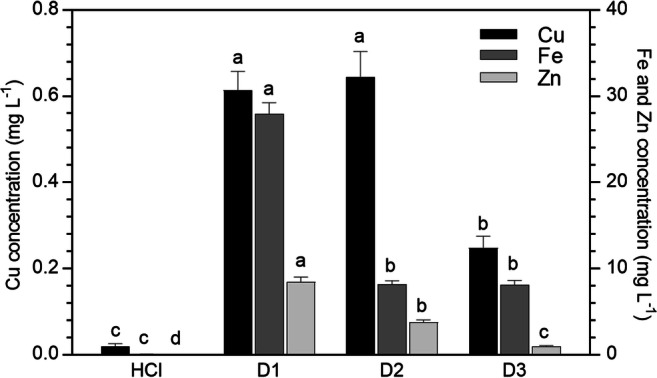 0.8
0.6
0.4
0.2
0.0
Cu concentration (mg L-1)
40
30
20
10
0
Fe and Zn concentration (mg L-1)
Cu
Fe
Zn
c c d
a a a
a b b
b b c
HCl D1 D2 D3